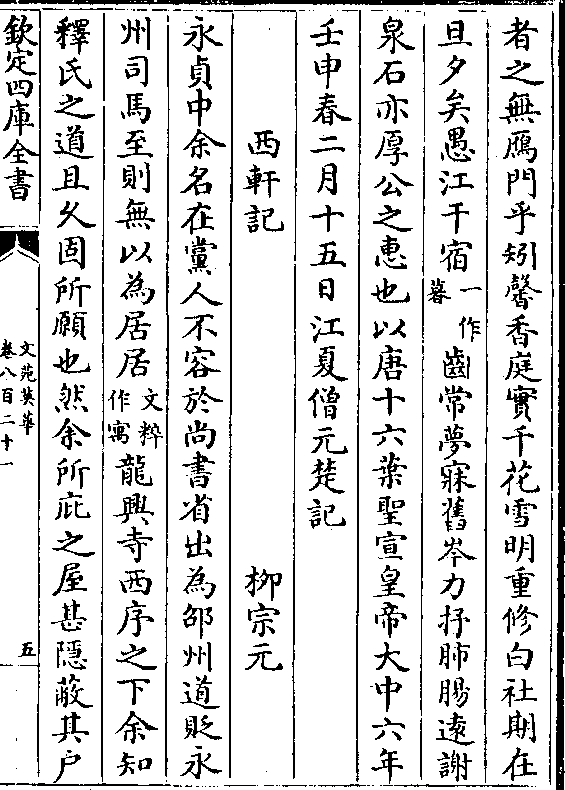 者之無鴈門乎矧馨香庭實千花雪明重修白社期在
旦夕矣愚江干宿一作暮齒常夢寐舊岑力抒肺腸遠謝
泉石亦厚公之恵也以唐十六葉聖宣皇帝大中六年
壬申春二月十五日江夏僧元楚記
西軒記 柳宗元
永貞中余名在黨人不容於尚書省出為邵州道貶永
州司馬至則無以為居居文粹作寓龍興寺西序之下余知
釋氏之道且久固所願也然余所庇之屋甚隱蔽其户
欽定四庫全書
文苑英華
卷八百二十一
五